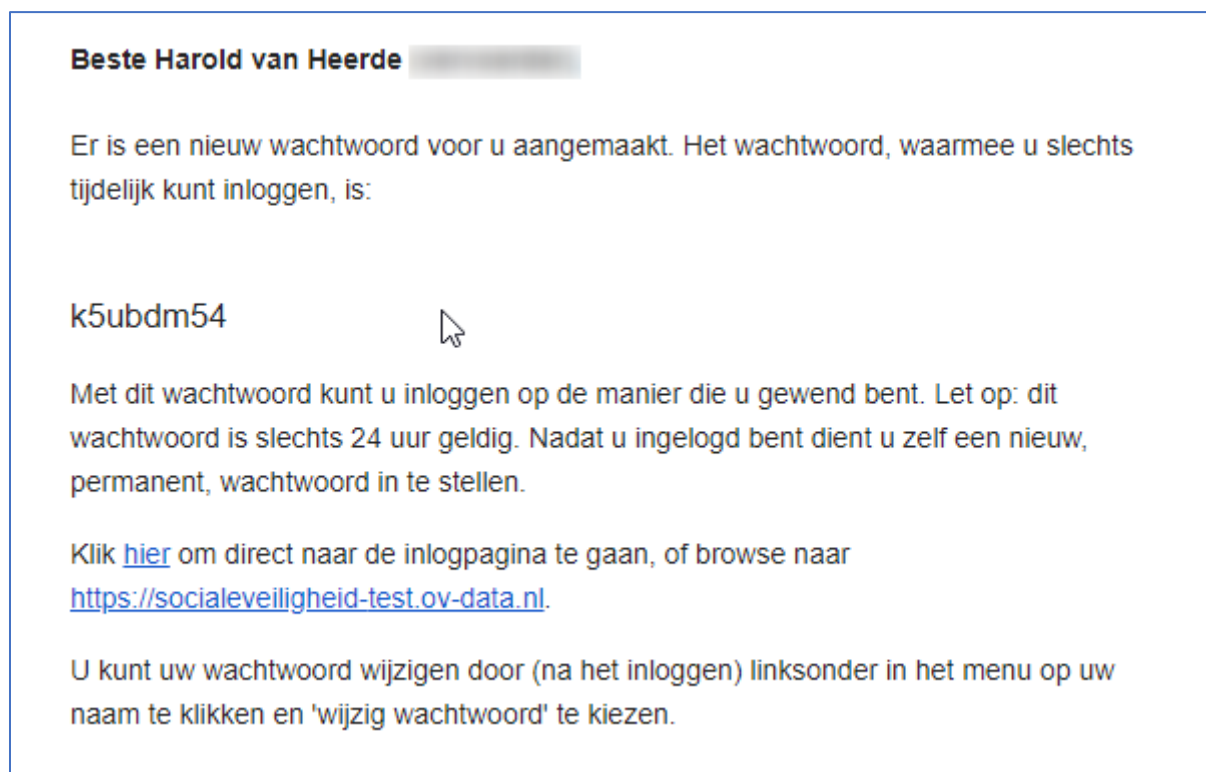 Beste Harold van Heerde
Er is een nieuw wachtwoord voor u aangemaakt. Het wachtwoord, waarmee u slechts
tijdelijk kunt inloggen, is:
k5ubdm54
Met dit wachtwoord kunt u inloggen op de manier die u gewend bent. Let op: dit
wachtwoord is slechts 24 uur geldig. Nadat u ingelogd bent dient u zelf een nieuw,
permanent, wachtwoord in te stellen.
Klik hier om direct naar de inlogpagina te gaan, of browse naar
https://socialeveiligheid-test.ov-data.nl.
U kunt uw wachtwoord wijzigen door (na het inloggen) linksonder in het menu op uw
naam te klikken en 'wijzig wachtwoord' te kiezen.